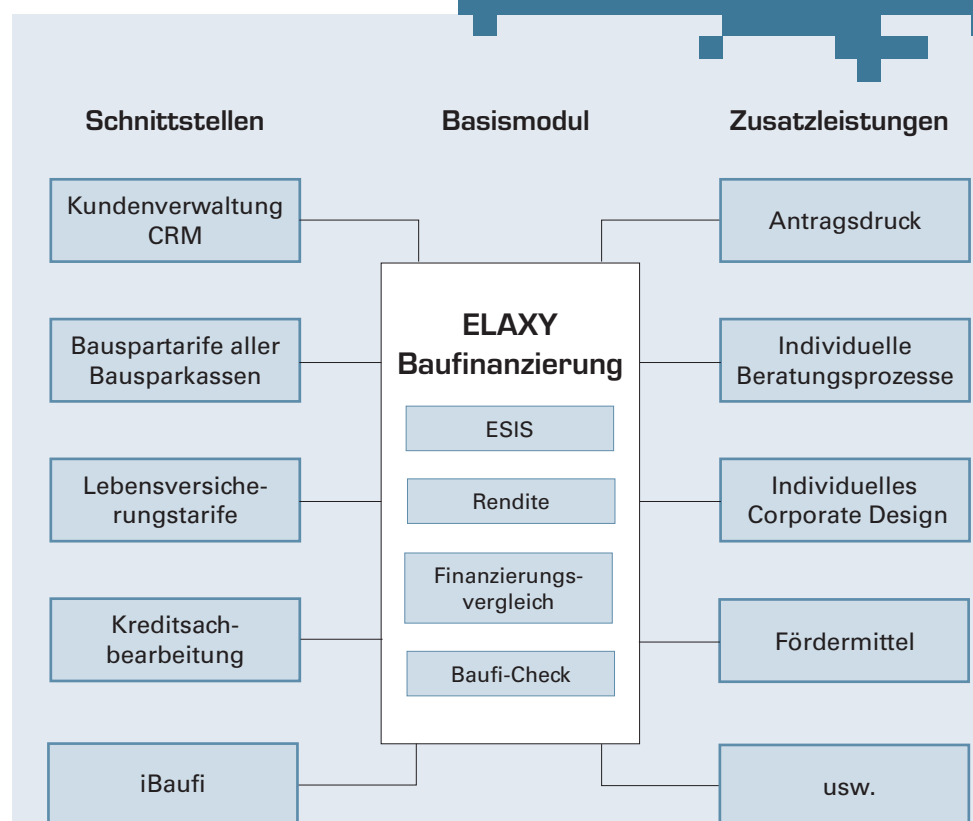 Schnittstellen
Basismodul
Zusatzleistungen
Kundenverwaltung
CRM
Bauspartarife aller
Bausparkassen
Lebensversiche-
rungstarife
Kreditsach-
bearbeitung
iBaufi
ELAXY
Baufinanzierung
ESIS
Rendite
Finanzierungs-
vergleich
Baufi-Check
Antragsdruck
Individuelle
Beratungsprozesse
Individuelles
Corporate Design
Fördermittel
usw.